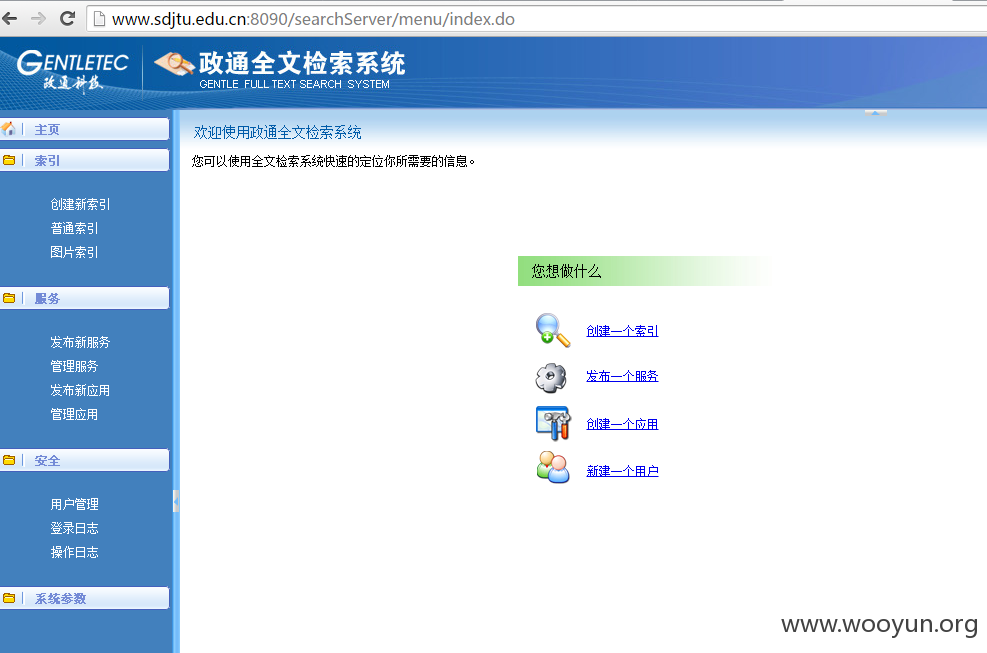 www.sdjtu.edu.cn:8090/searchServer/menu/index.do
GENTLETEC
政通科技
政通全文检索系统
GENTLE FULL TEXT SEARCH SYSTEM
主页
索引
创建新索引
普通索引
图片索引
服务
发布新服务
管理服务
发布新应用
管理应用
安全
用户管理
登录日志
操作日志
系统参数
欢迎使用政通全文检索系统
您可以使用全文检索系统快速的定位你所需要的信息。
您想做什么
创建一个索引
发布一个服务
创建一个应用
新建一个用户
www.wooyun.org